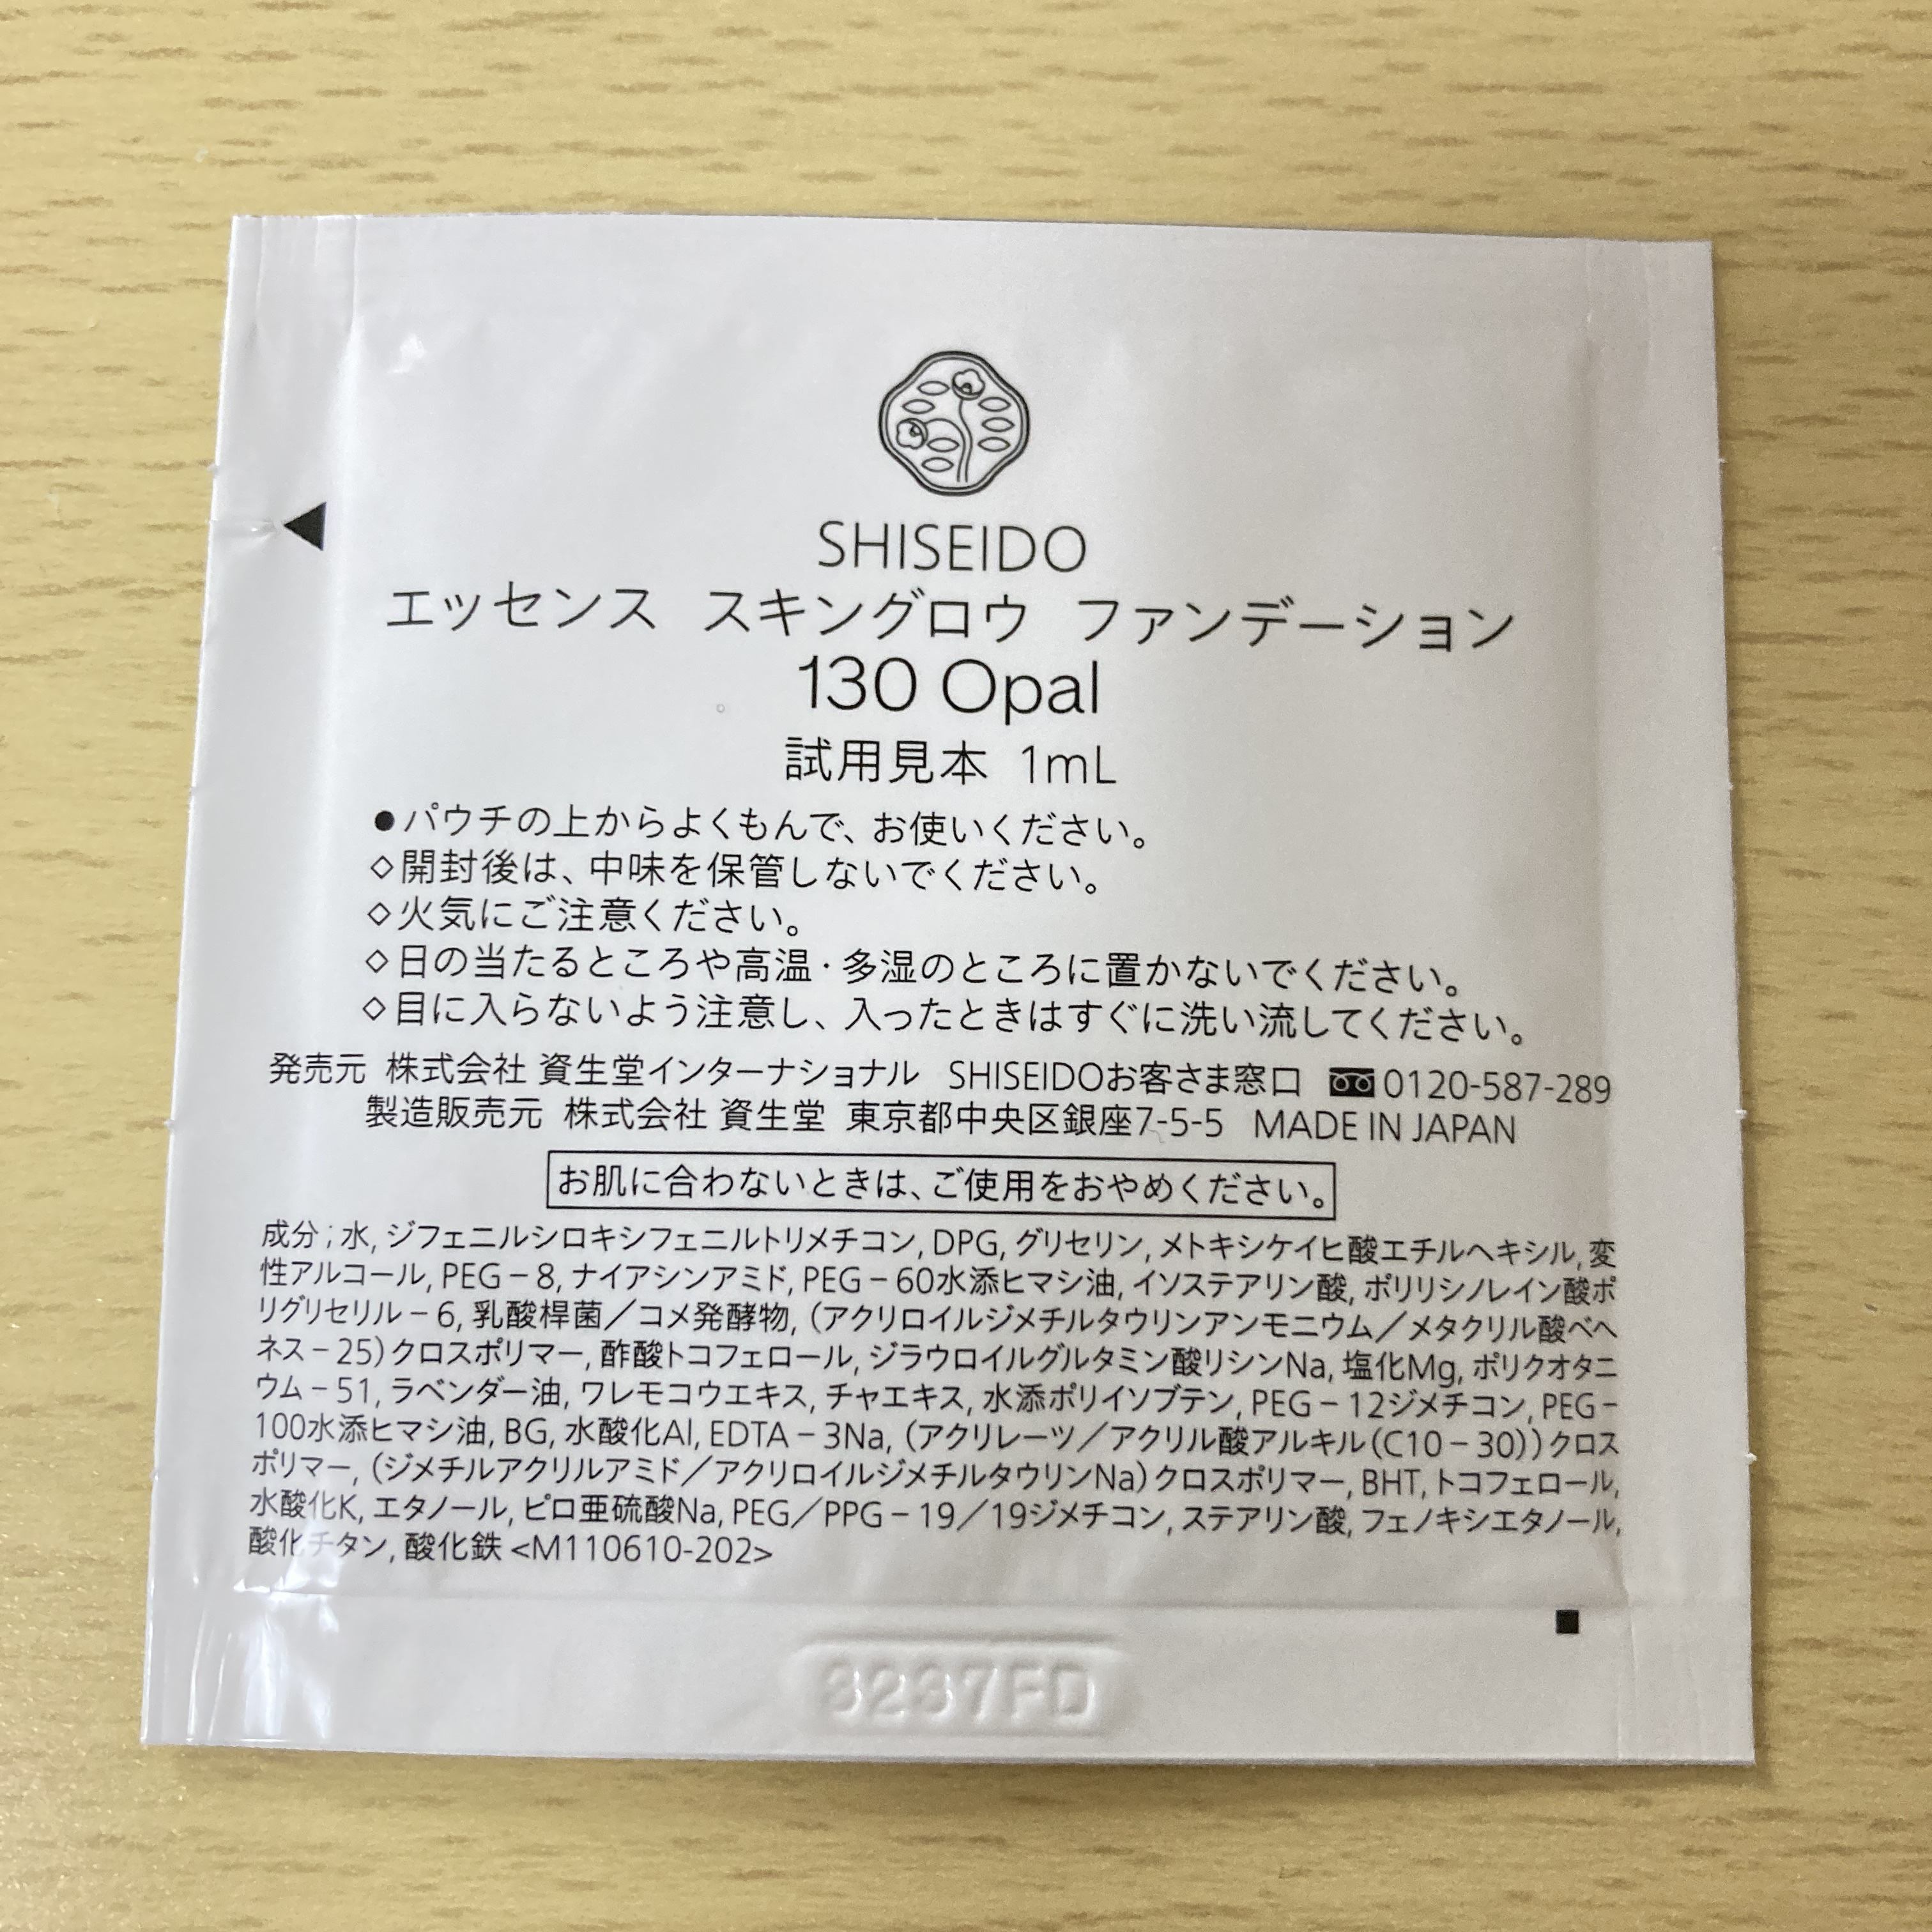 SHISEIDO
エッセンス スキングロウ ファンデーション
130 Opal
試用見本 1mL
●パウチの上からよくもんで、お使いください。
◇開封後は、中味を保管しないでください。
◇火気にご注意ください。
◇日の当たるところや高温・多湿のところに置かないでください。
◇目に入らないよう注意し、入ったときはすぐに洗い流してください。
発売元 株式会社 資生堂インターナショナル SHISEIDOお客さま窓口 0120-587-289
製造販売元 株式会社 資生堂 東京都中央区銀座7-5-5 MADE IN JAPAN
お肌に合わないときは、ご使用をおやめください。
成分;水, ジフェニルシロキシフェニルトリメチコン, DPG, グリセリン, メトキシケイヒ酸エチルヘキシル, 変
性アルコール, PEG-8, ナイアシンアミド, PEG-60水添ヒマシ油, イソステアリン酸, ポリリシノレイン酸ポ
リグリセリル-6, 乳酸桿菌/コメ発酵物, (アクリロイルジメチルタウリンアンモニウム/メタクリル酸ベヘ
ネス-25)クロスポリマー, 酢酸トコフェロール, ジラウロイルグルタミン酸リシンNa, 塩化Mg, ポリクオタニ
ウム-51, ラベンダー油, ワレモコウエキス, チャエキス, 水添ポリイソブテン, PEG-12ジメチコン, PEG-
100水添ヒマシ油, BG, 水酸化Al, EDTA-3Na, (アクリレーツ/アクリル酸アルキル(C10-30))クロス
ポリマー, (ジメチルアクリルアミド/アクリロイルジメチルタウリンNa)クロスポリマー, BHT, トコフェロール,
水酸化K, エタノール, ピロ亜硫酸Na, PEG/PPG-19/19ジメチコン, ステアリン酸, フェノキシエタノール,
酸化チタン, 酸化鉄 <M110610-202>
3237FD